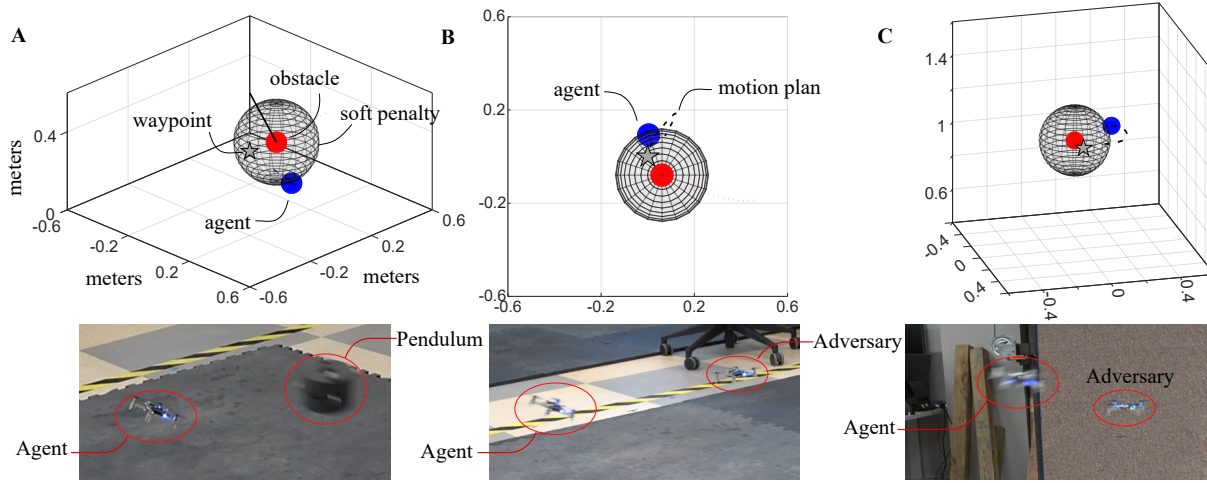 A
obstacle
soft penalty
waypoint
agent
meters
0.4
0
-0.6
-0.2
0.2
0.6
meters
-0.6
-0.2
0.2
0.6
meters
B
0.6
0.2
-0.2
-0.6
-0.6
-0.2
0.2
0.6
agent
motion plan
C
1.4
1
0.6
-0.4
0
0.4
-0.4
0
0.4
Pendulum
Agent
Adversary
Agent
Adversary
Agent